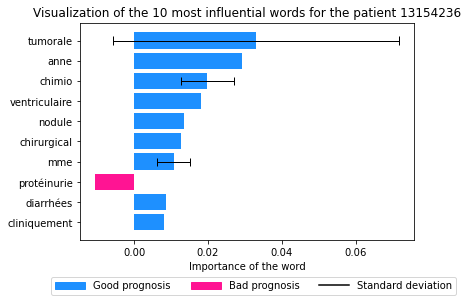 Visualization of the 10 most influential words for the patient 13154236
tumorale
anne
chimio
ventriculaire
nodule
chirurgical
mme
protéinurie
diarrhées
cliniquement
0.00 0.02 0.04 0.06
Importance of the word
Good prognosis Bad prognosis Standard deviation